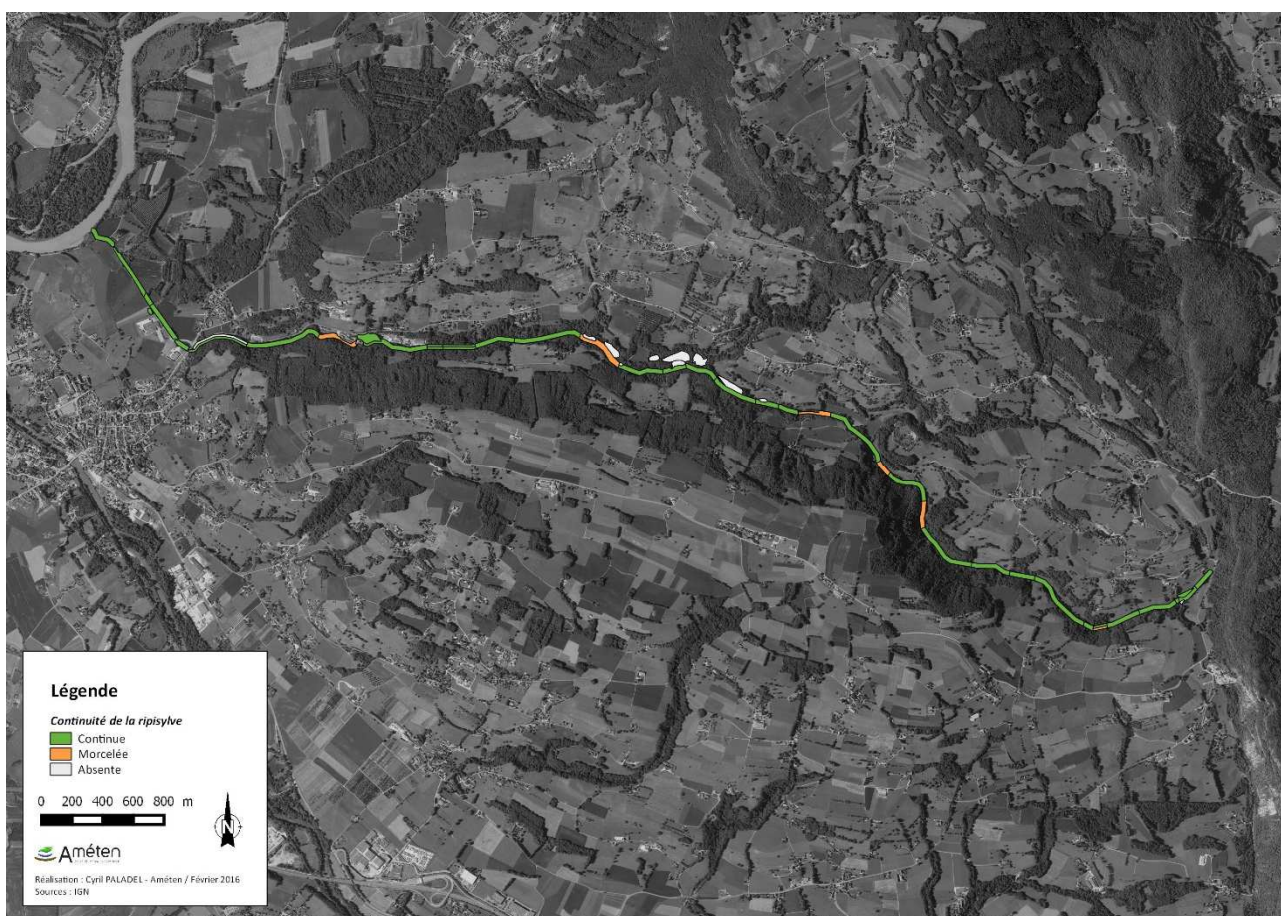 Légende
Continuité de la ripisylve
Continue
Morcelée
Absente
0 200 400 600 800 m
N
Améten
Réalisation : Cyril PALADEL - Améten / Février 2016
Sources : IGN